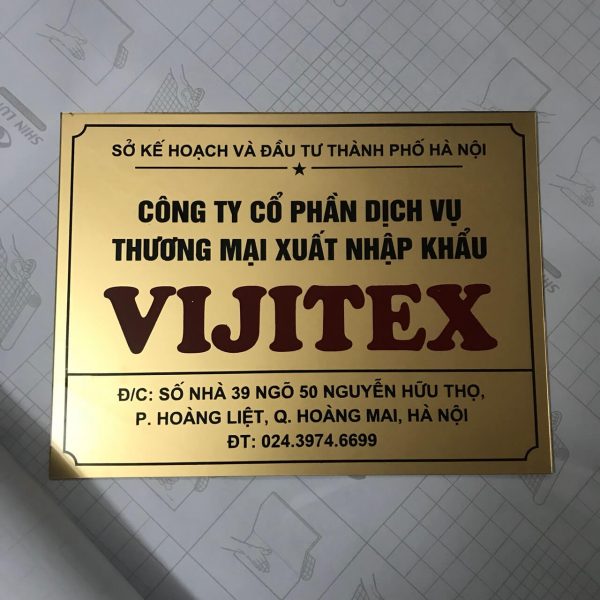 SỞ KẾ HOẠCH VÀ ĐẦU TƯ THÀNH PHỐ HÀ NỘI
CÔNG TY CỔ PHẦN DỊCH VỤ
THƯƠNG MẠI XUẤT NHẬP KHẨU
VIJITEX
Đ/C: SỐ NHÀ 39 NGÕ 50 NGUYỄN HỮU THỌ,
P. HOÀNG LIỆT, Q. HOÀNG MAI, HÀ NỘI
ĐT: 024.3974.6699